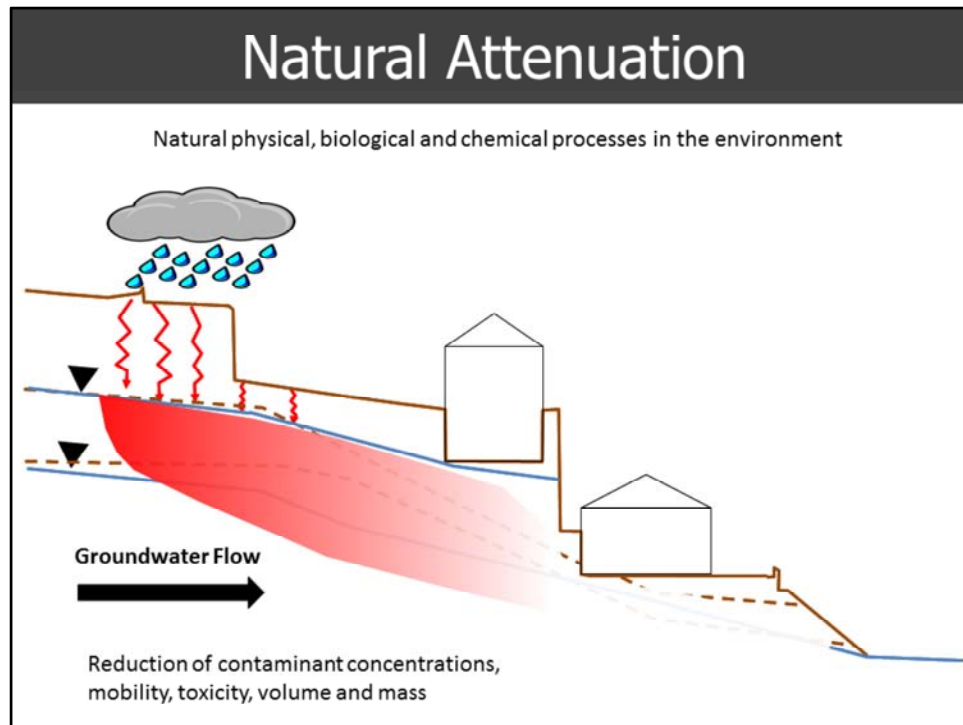 Natural Attenuation
Natural physical, biological and chemical processes in the environment
Groundwater Flow
Reduction of contaminant concentrations,
mobility, toxicity, volume and mass